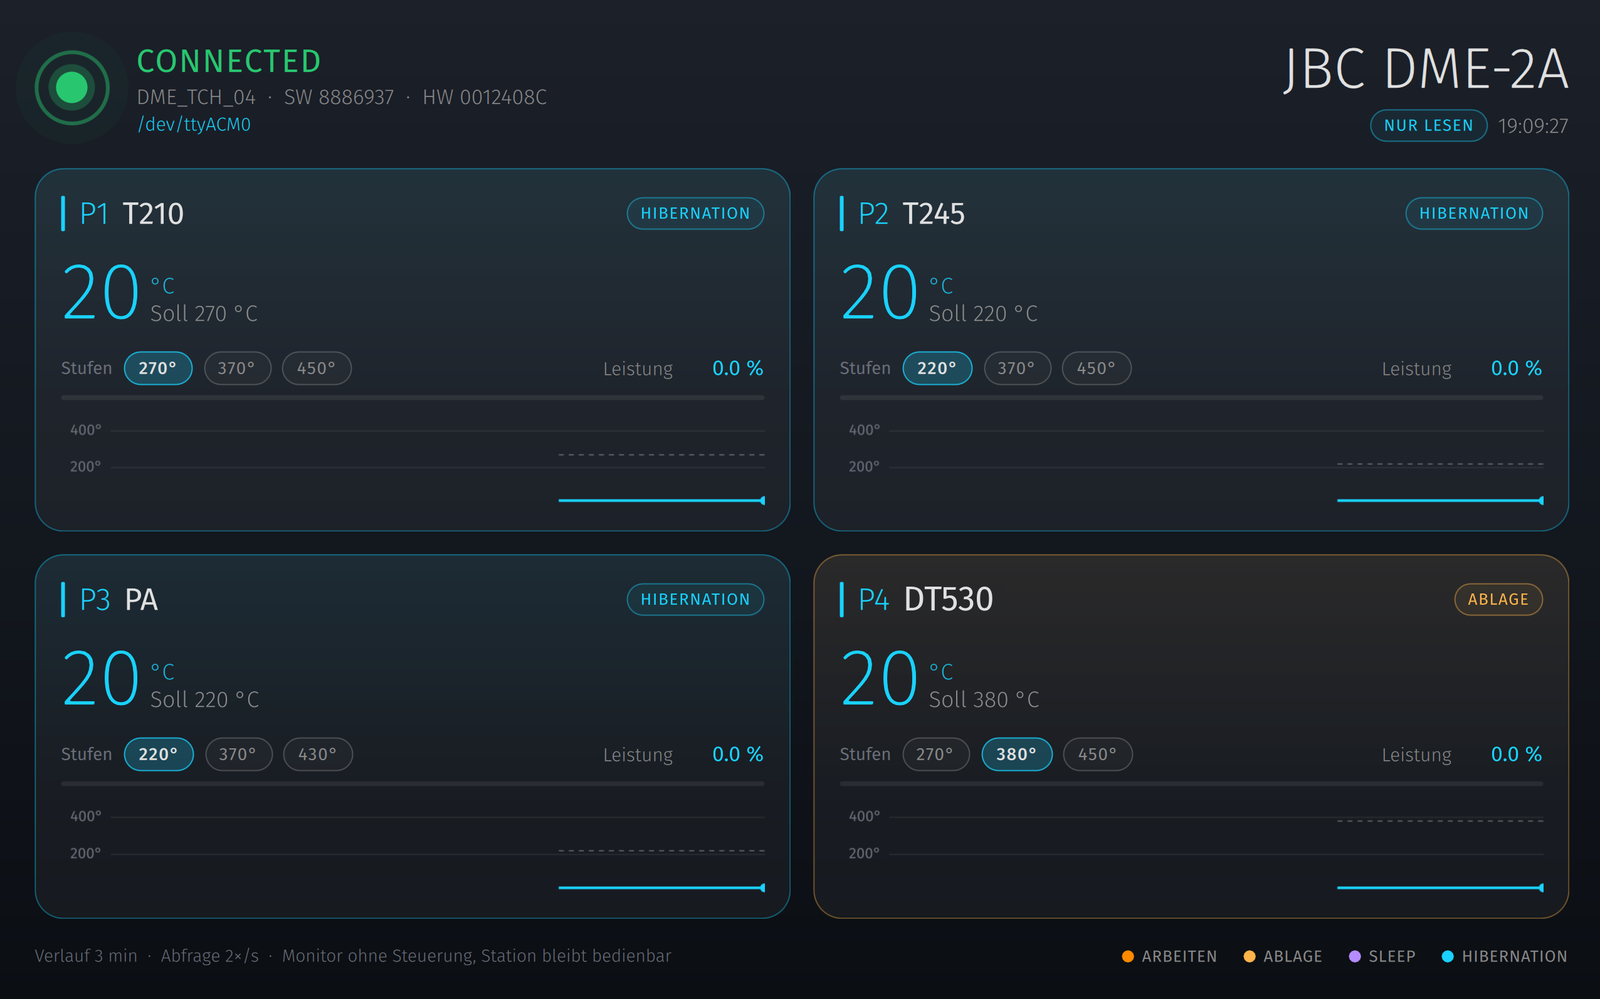 CONNECTED
DME_TCH_04 · SW 8886937 · HW 0012408C
/dev/ttyACM0
JBC DME-2A
NUR LESEN 19:09:27
P1 T210 HIBERNATION
20 °C
Soll 270 °C
Stufen 270° 370° 450° Leistung 0.0 %
400°
200°
P2 T245 HIBERNATION
20 °C
Soll 220 °C
Stufen 220° 370° 450° Leistung 0.0 %
400°
200°
P3 PA HIBERNATION
20 °C
Soll 220 °C
Stufen 220° 370° 430° Leistung 0.0 %
400°
200°
P4 DT530 ABLAGE
20 °C
Soll 380 °C
Stufen 270° 380° 450° Leistung 0.0 %
400°
200°
Verlauf 3 min · Abfrage 2×/s · Monitor ohne Steuerung, Station bleibt bedienbar
ARBEITEN ABLAGE SLEEP HIBERNATION